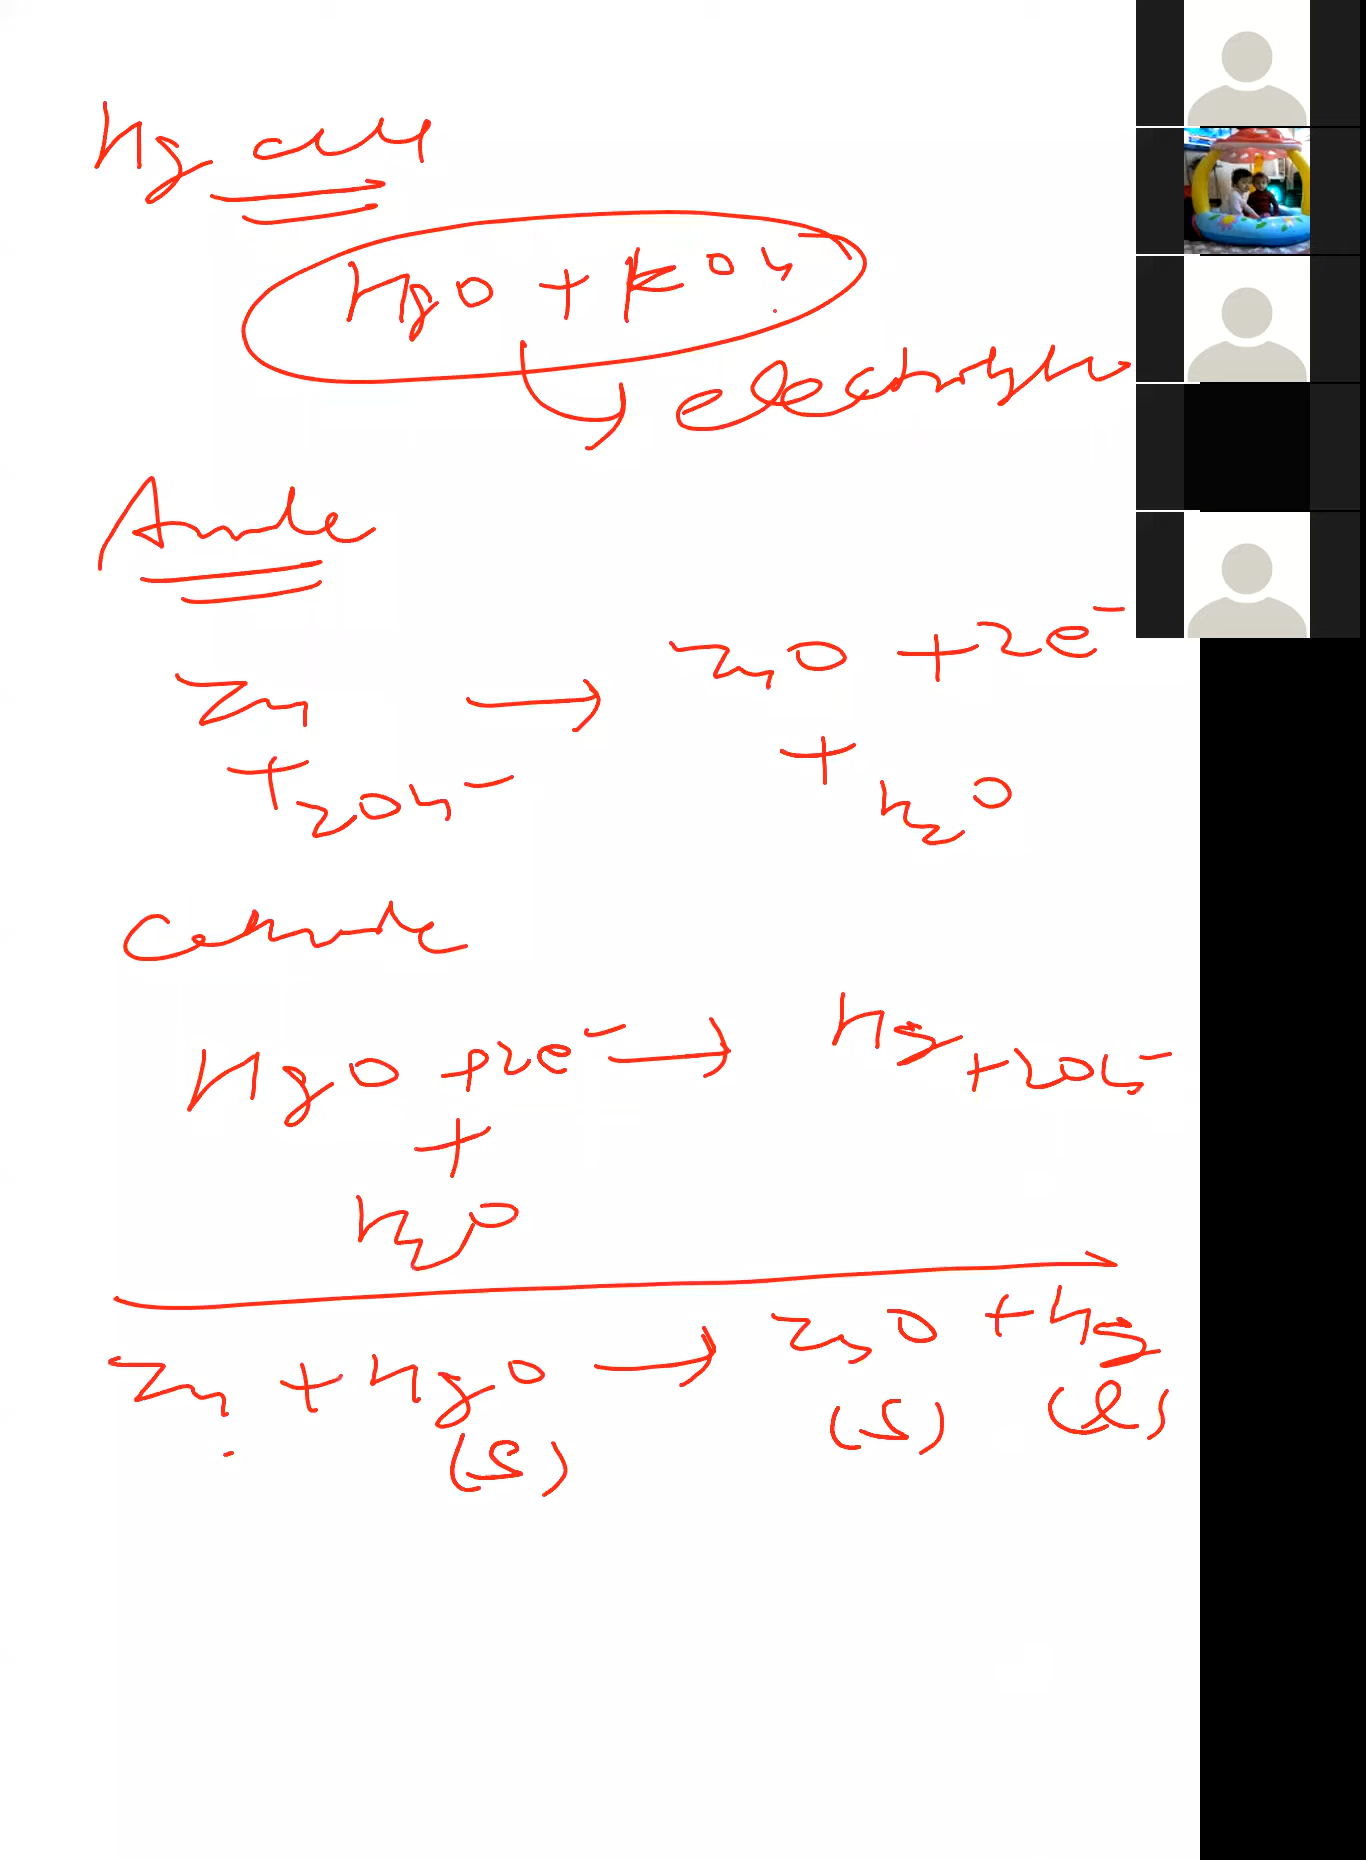 Hg cell
HgO + KOH
electrolyte
Anode
Zn → ZnO + 2e⁻
+ 2OH⁻ + H₂O
Cathode
HgO + 2e⁻ → Hg + 2OH⁻
+
H₂O
Zn + HgO → ZnO + Hg
(s) (s) (l)